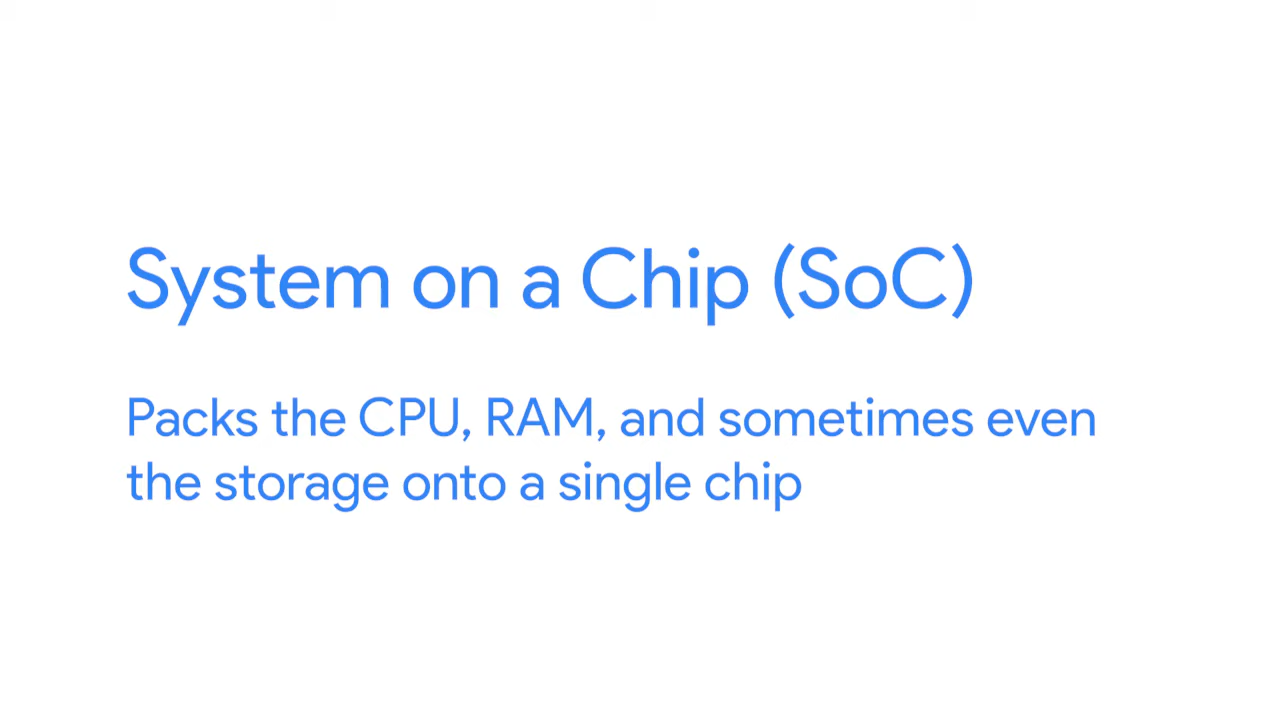 System on a Chip (SoC)
Packs the CPU, RAM, and sometimes even
the storage onto a single chip